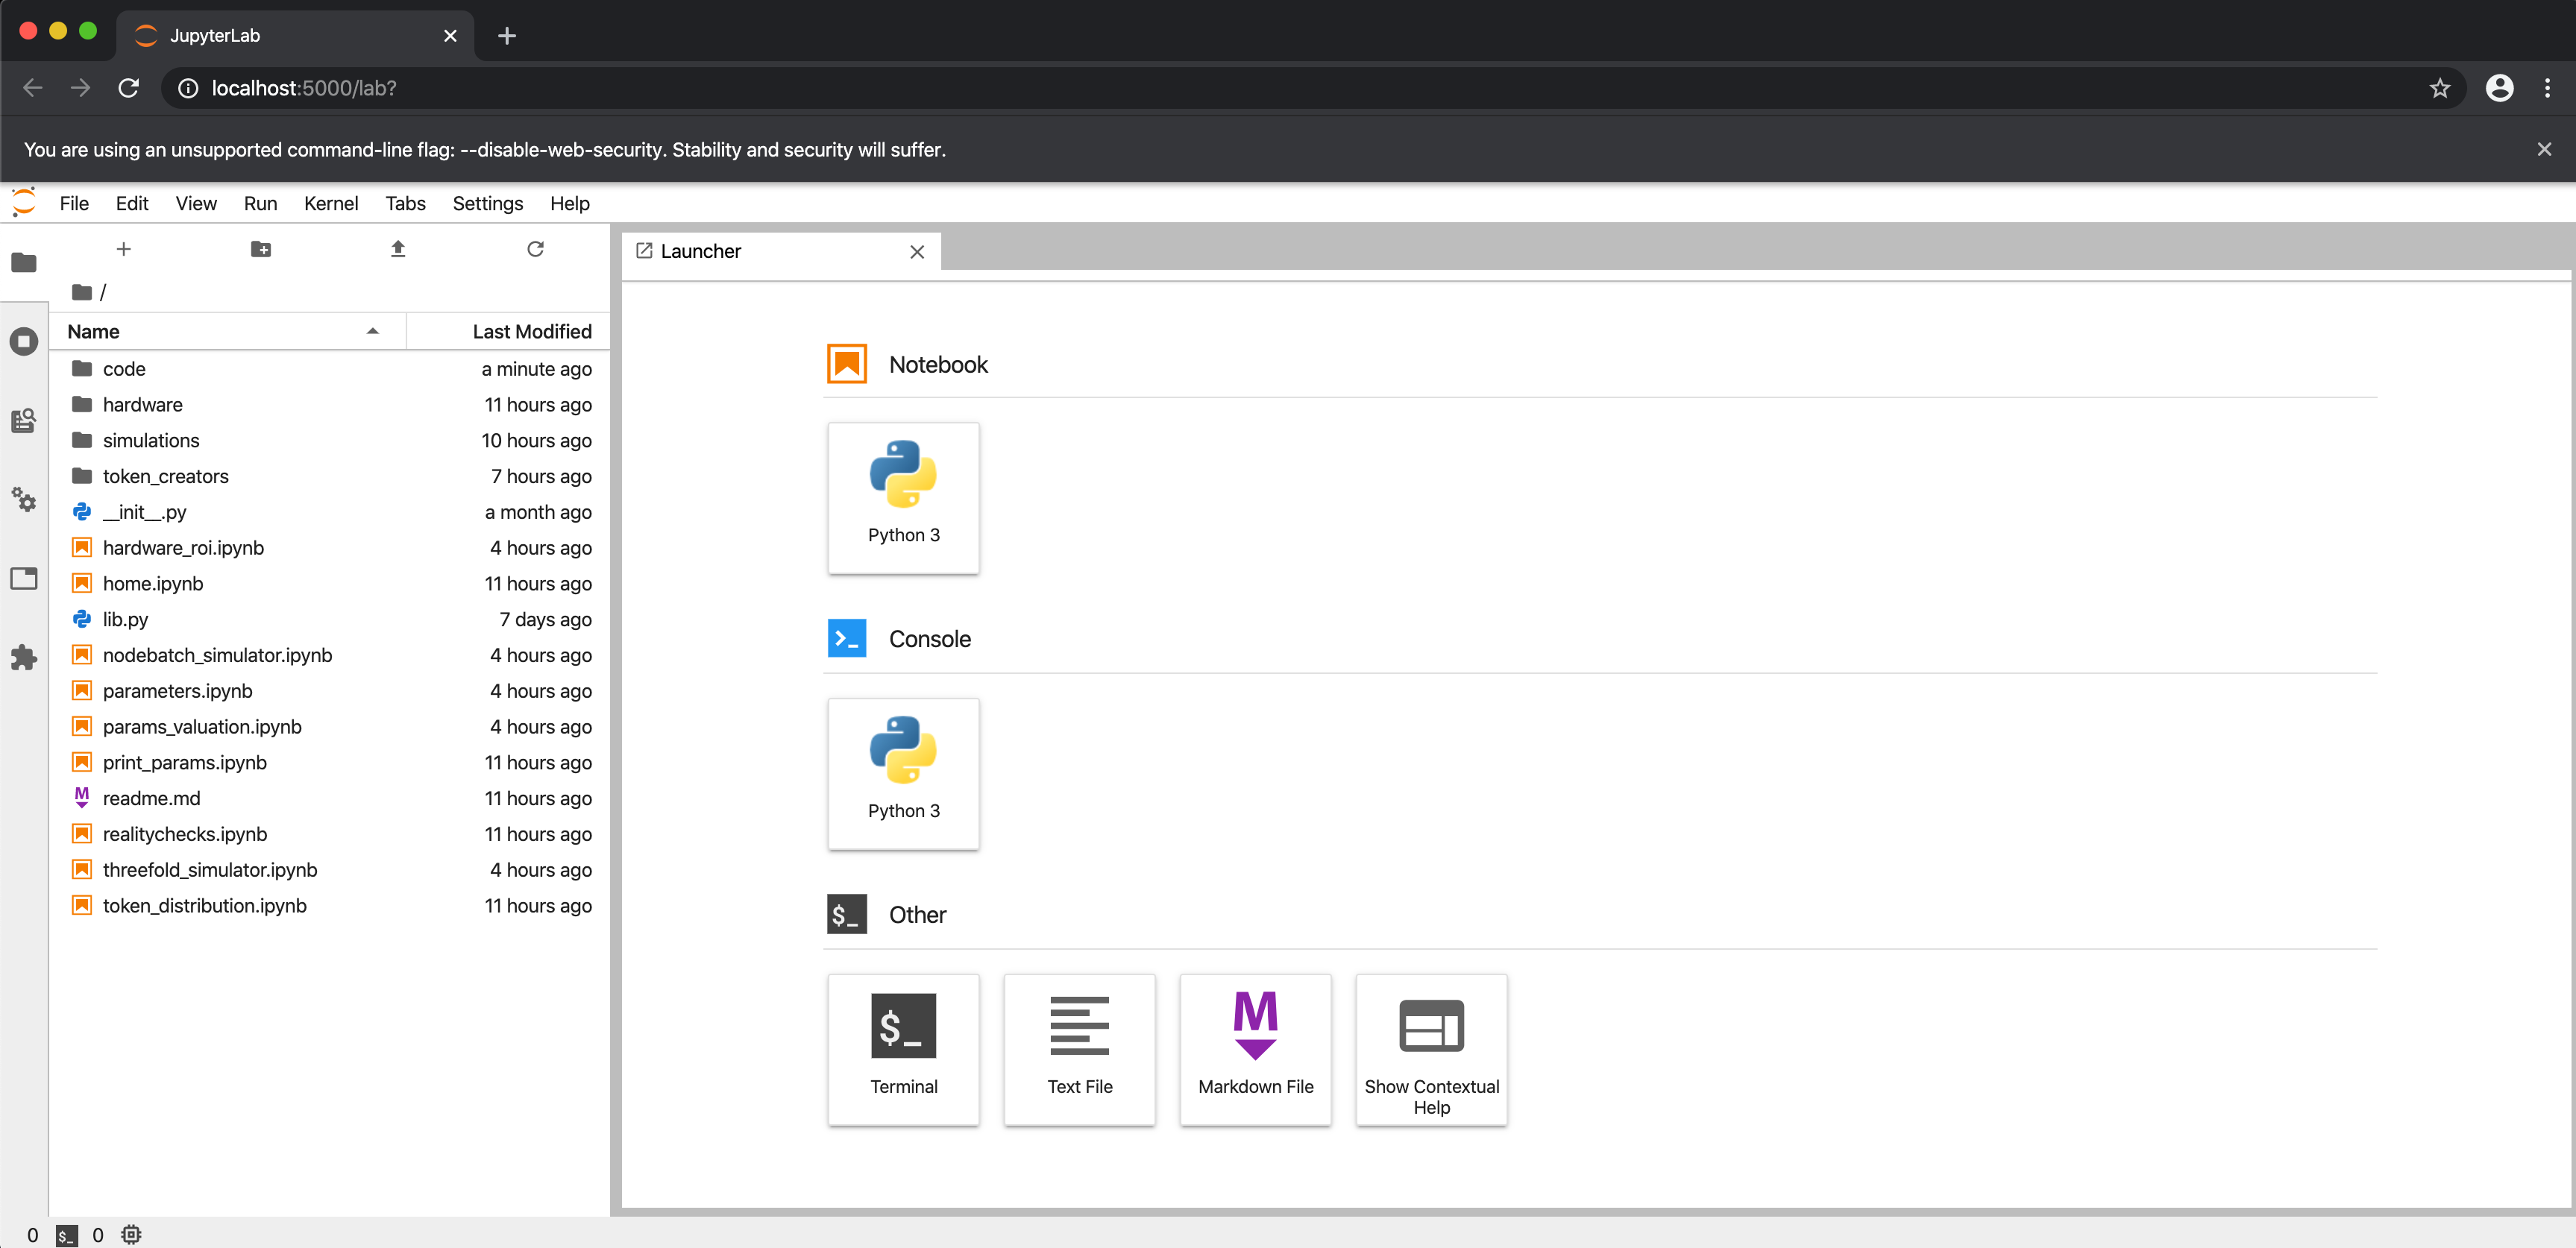 JupyterLab
localhost:5000/lab?
You are using an unsupported command-line flag: --disable-web-security. Stability and security will suffer.
File Edit View Run Kernel Tabs Settings Help
/
Name Last Modified
code a minute ago
hardware 11 hours ago
simulations 10 hours ago
token_creators 7 hours ago
__init__.py a month ago
hardware_roi.ipynb 4 hours ago
home.ipynb 11 hours ago
lib.py 7 days ago
nodebatch_simulator.ipynb 4 hours ago
parameters.ipynb 4 hours ago
params_valuation.ipynb 4 hours ago
print_params.ipynb 11 hours ago
readme.md 11 hours ago
realitychecks.ipynb 11 hours ago
threefold_simulator.ipynb 4 hours ago
token_distribution.ipynb 11 hours ago
Launcher
Notebook
Python 3
Console
Python 3
$_ Other
$_
Terminal
Text File
M
Markdown File
Show Contextual
Help
0 $_ 0